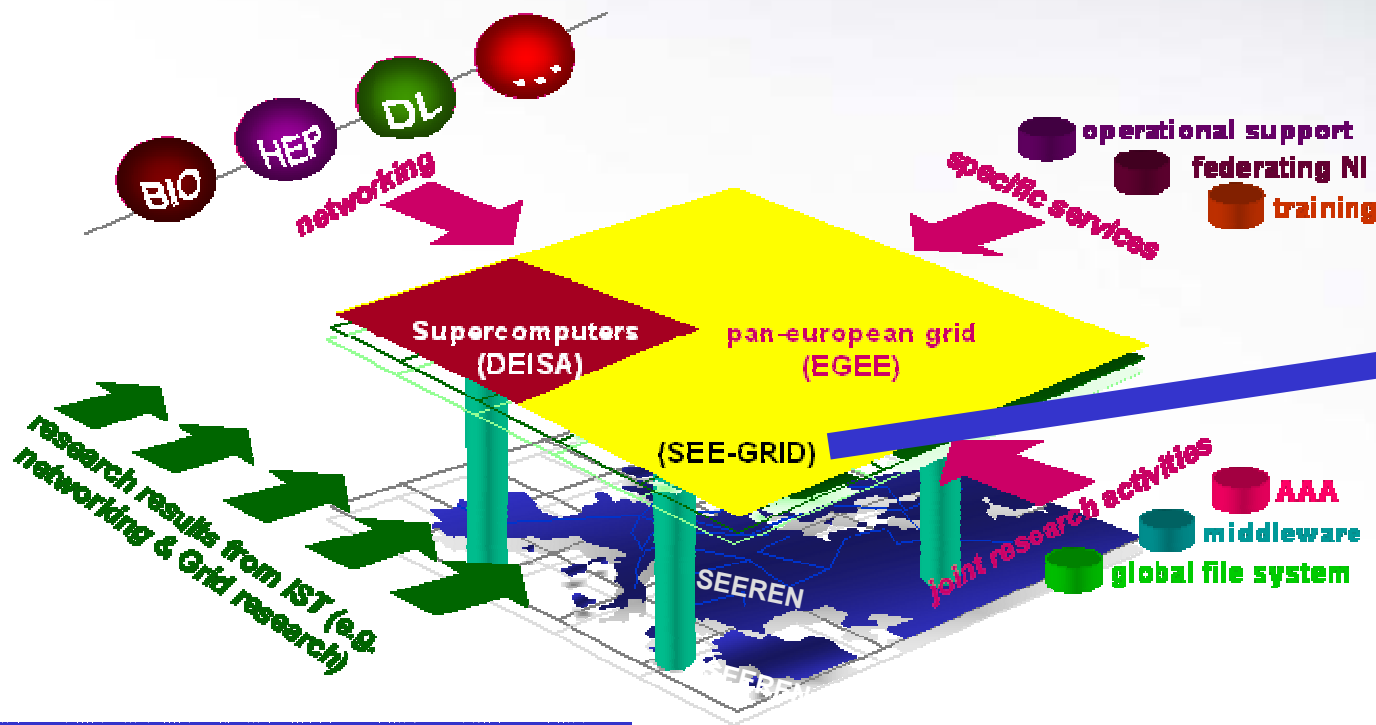 ...
DL
HEP
BIO
networking
operational support
federating NI
training
specific services
Supercomputers
(DEISA)
pan-european grid
(EGEE)
(SEE-GRID)
research results from IST (e.g.
networking & Grid research)
joint research activities
AAA
middleware
global file system
SEEREN
SEEREN